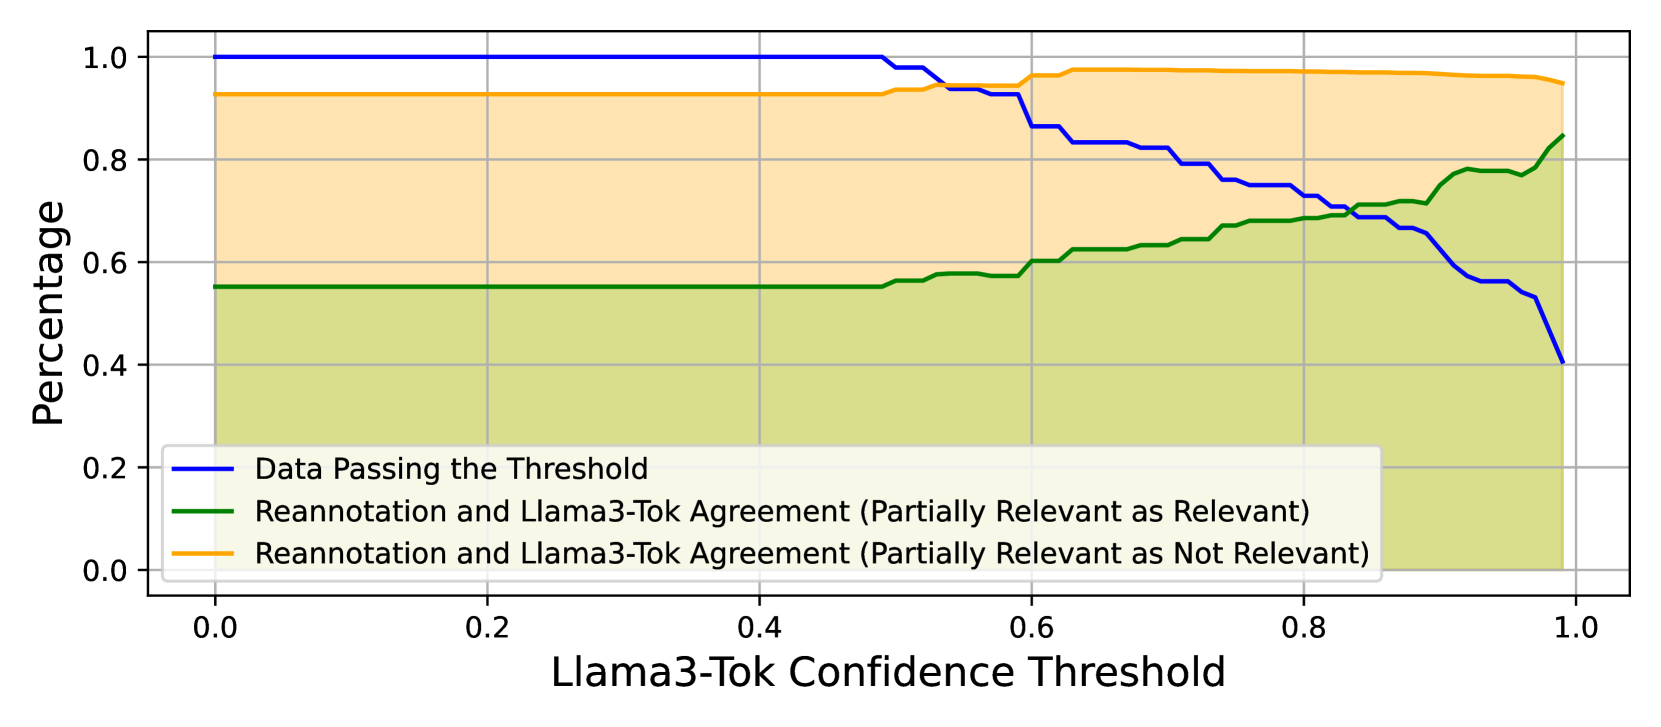 1.0
0.8
0.6
0.4
0.2
0.0
Percentage
Data Passing the Threshold
Reannotation and Llama3-Tok Agreement (Partially Relevant as Relevant)
Reannotation and Llama3-Tok Agreement (Partially Relevant as Not Relevant)
0.0 0.2 0.4 0.6 0.8 1.0
Llama3-Tok Confidence Threshold